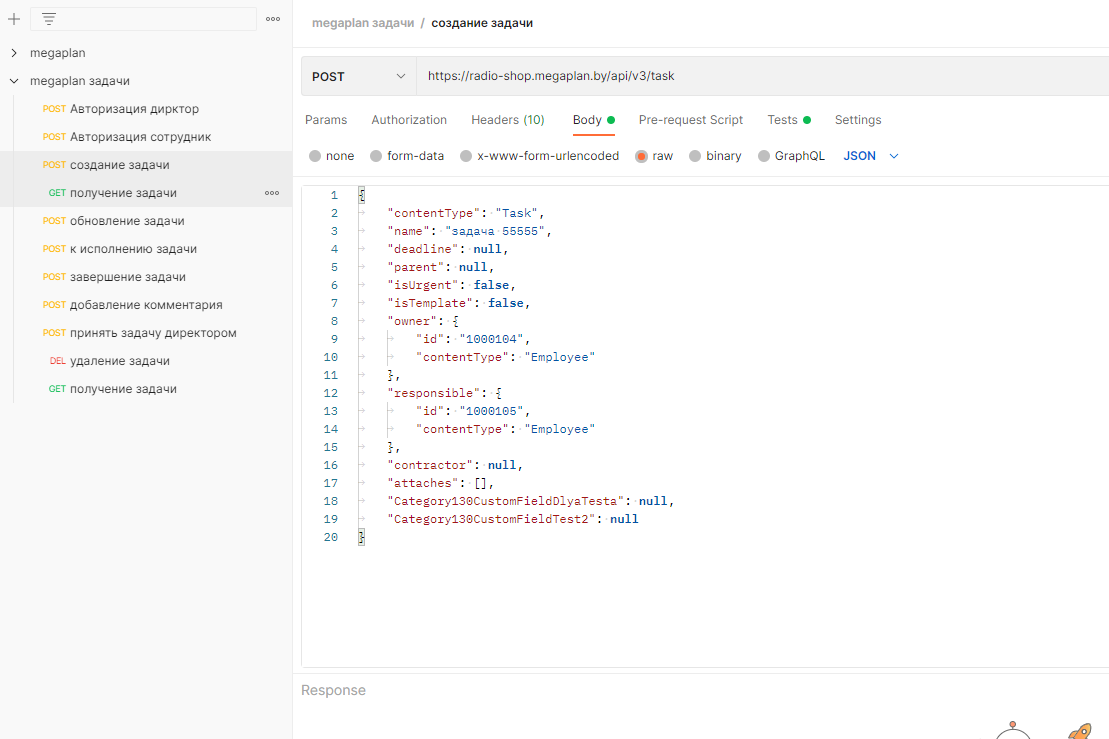 megaplan
megaplan задачи
POST Авторизация дирктор
POST Авторизация сотрудник
POST создание задачи
GET получение задачи
POST обновление задачи
POST к исполнению задачи
POST завершение задачи
POST добавление комментария
POST принять задачу директором
DEL удаление задачи
GET получение задачи
megaplan задачи / создание задачи
POST https://radio-shop.megaplan.by/api/v3/task
Params Authorization Headers (10) Body Pre-request Script Tests Settings
none form-data x-www-form-urlencoded raw binary GraphQL JSON
1 {
2 "contentType": "Task",
3 "name": "задача 55555",
4 "deadline": null,
5 "parent": null,
6 "isUrgent": false,
7 "isTemplate": false,
8 "owner": {
9 "id": "1000104",
10 "contentType": "Employee"
11 },
12 "responsible": {
13 "id": "1000105",
14 "contentType": "Employee"
15 },
16 "contractor": null,
17 "attaches": [],
18 "Category130CustomFieldDlyaTesta": null,
19 "Category130CustomFieldTest2": null
20 }
Response